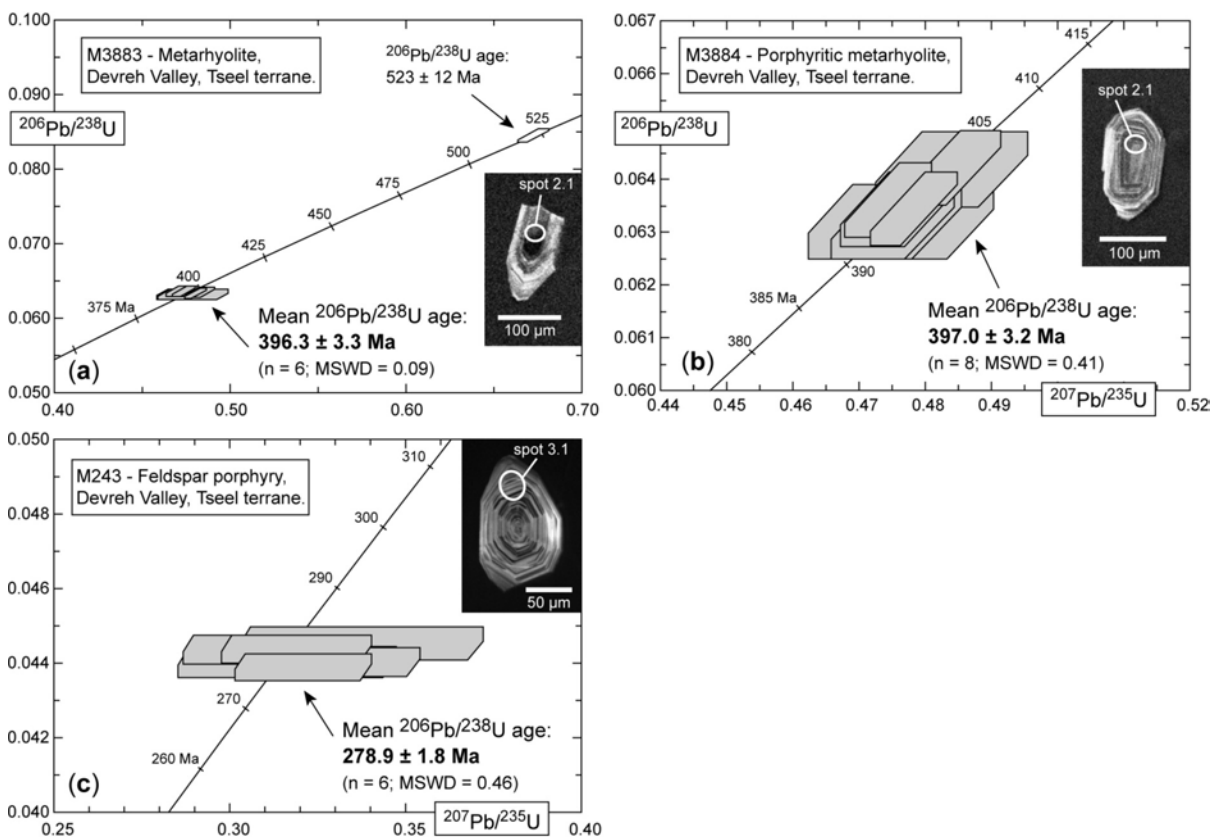 M3883 - Metarhyolite,
Devreh Valley, Tseel terrane.
²⁰⁶Pb/²³⁸U age:
523 ± 12 Ma
²⁰⁶Pb/²³⁸U
0.100
0.090
0.080
0.070
0.060
0.050
525
500
475
450
425
400
375 Ma
spot 2.1
100 µm
Mean ²⁰⁶Pb/²³⁸U age:
396.3 ± 3.3 Ma
(n = 6; MSWD = 0.09)
(a)
0.40
0.50
0.60
0.70
M3884 - Porphyritic metarhyolite,
Devreh Valley, Tseel terrane.
²⁰⁶Pb/²³⁸U
0.067
0.066
0.065
0.064
0.063
0.062
0.061
0.060
415
410
405
390
385 Ma
380
spot 2.1
100 µm
Mean ²⁰⁶Pb/²³⁸U age:
397.0 ± 3.2 Ma
(n = 8; MSWD = 0.41)
(b)
²⁰⁷Pb/²³⁵U
0.44
0.45
0.46
0.47
0.48
0.49
0.50
0.52
M243 - Feldspar porphyry,
Devreh Valley, Tseel terrane.
0.050
0.048
0.046
0.044
0.042
0.040
310
300
290
270
260 Ma
spot 3.1
50 µm
Mean ²⁰⁶Pb/²³⁸U age:
278.9 ± 1.8 Ma
(n = 6; MSWD = 0.46)
(c)
²⁰⁷Pb/²³⁵U
0.25
0.30
0.35
0.40